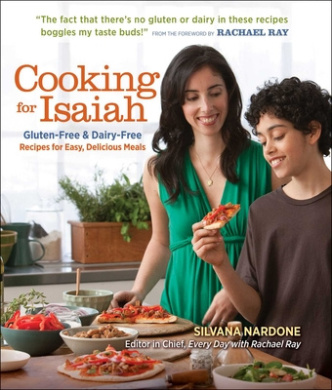 “The fact that there's no gluten or dairy in these recipes
boggles my taste buds!” FROM THE FOREWORD BY RACHAEL RAY
Cooking
for Isaiah
Gluten-Free & Dairy-Free
Recipes for Easy, Delicious Meals
SILVANA NARDONE
Editor in Chief, Every Day with Rachael Ray